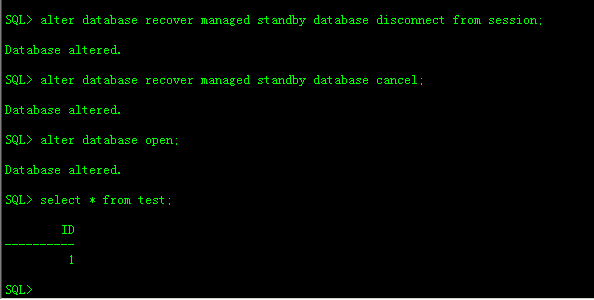 SQL> alter database recover managed standby database disconnect from session;
Database altered.
SQL> alter database recover managed standby database cancel;
Database altered.
SQL> alter database open;
Database altered.
SQL> select * from test;
ID
----------
1
SQL>